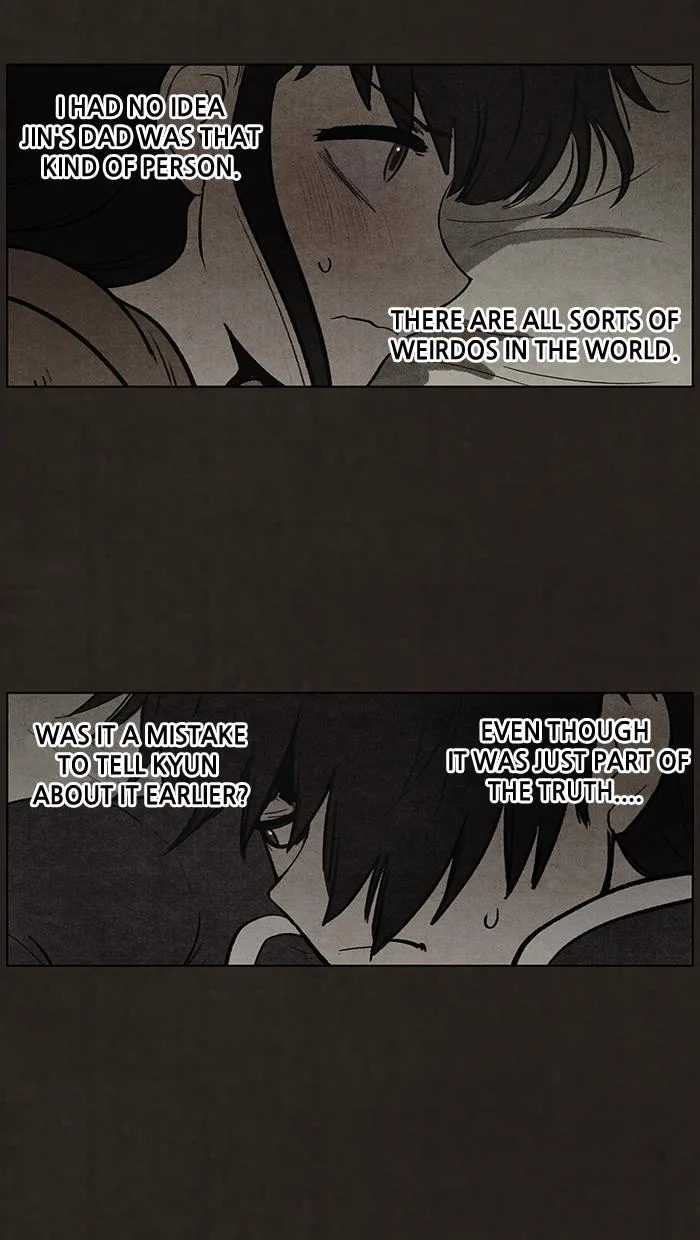 I HAD NO IDEA
JIN'S DAD WAS THAT
KIND OF PERSON.
THERE ARE ALL SORTS OF
WEIRDOS IN THE WORLD.
WAS IT A MISTAKE
TO TELL KYUN
ABOUT IT EARLIER?
EVEN THOUGH
IT WAS JUST PART OF
THE TRUTH....